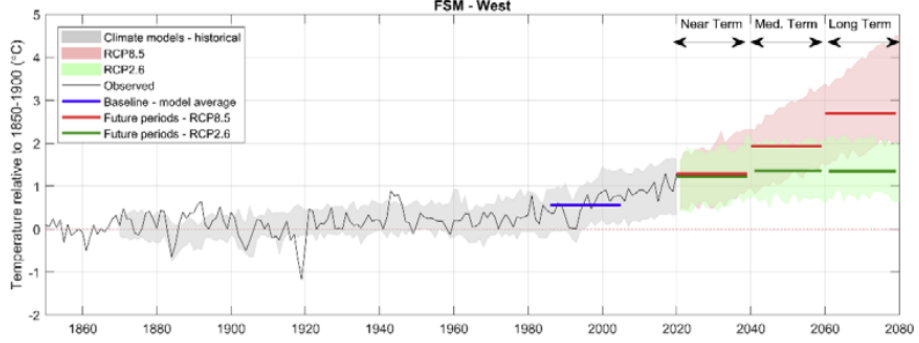 FSM - West
Near Term Med. Term Long Term
Climate models - historical
RCP8.5
RCP2.6
Observed
Baseline - model average
Future periods - RCP8.5
Future periods - RCP2.6
Temperature relative to 1850-1900 (°C)
5
4
3
2
1
0
-1
-2
1860 1880 1900 1920 1940 1960 1980 2000 2020 2040 2060 2080